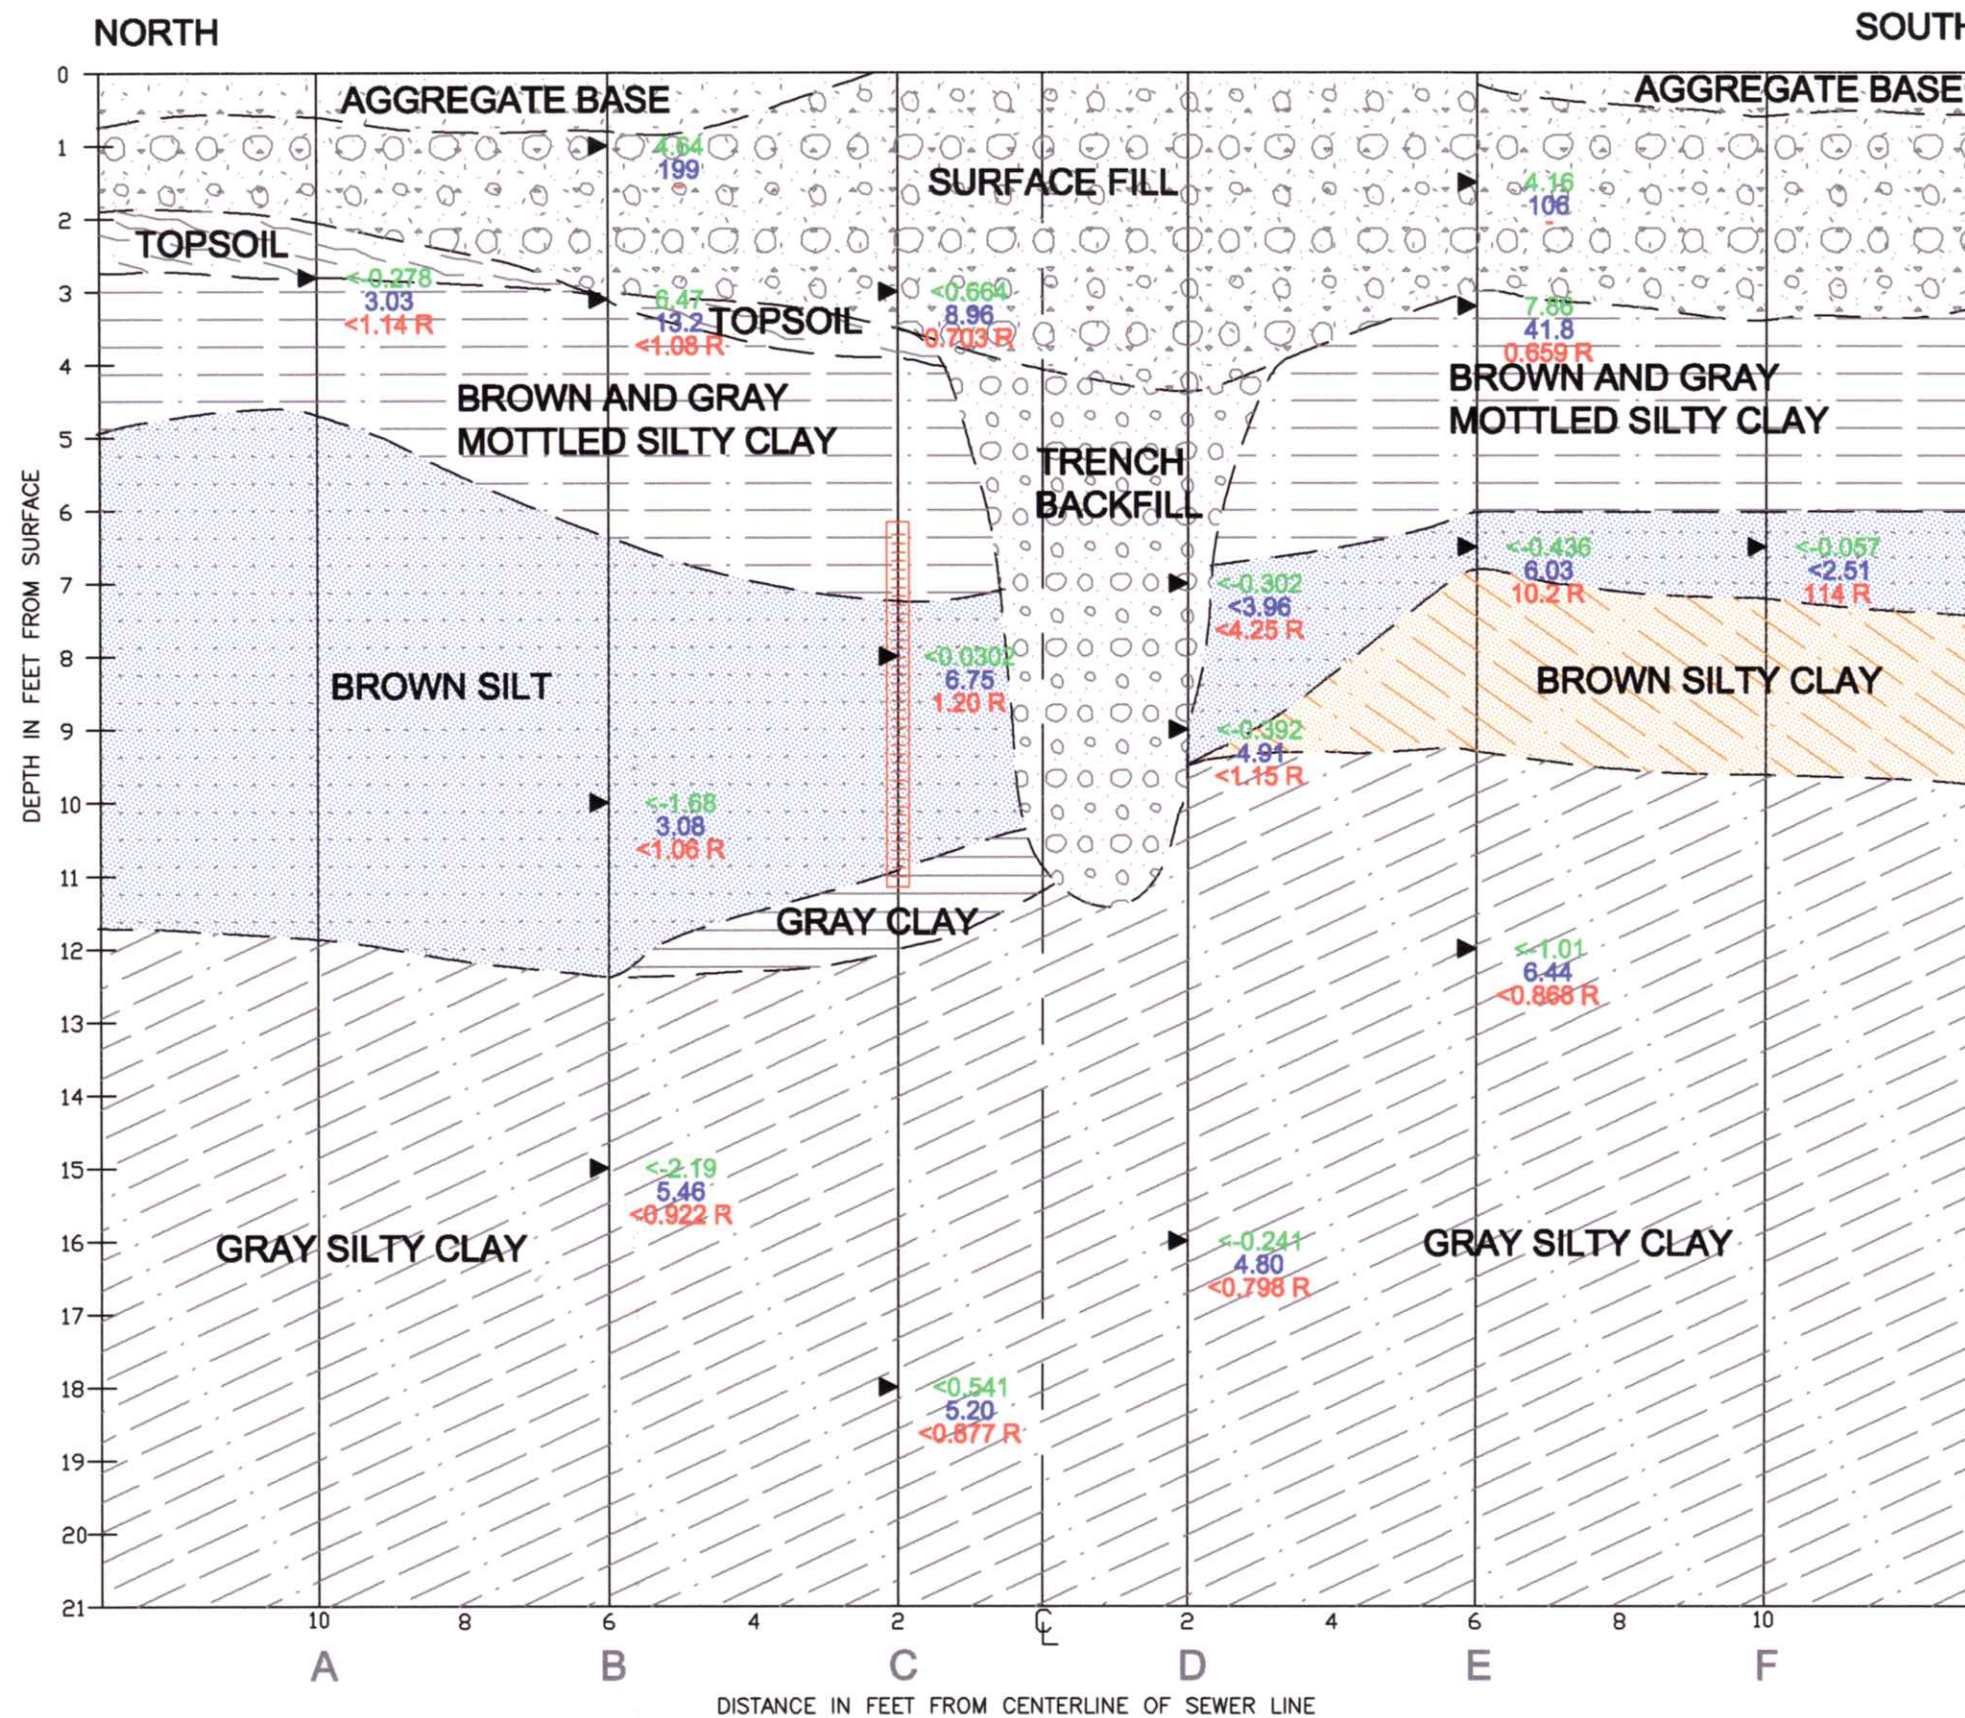 NORTH
SOUTH
AGGREGATE BASE
AGGREGATE BASE
SURFACE FILL
TOPSOIL
TOPSOIL
BROWN AND GRAY
MOTTLED SILTY CLAY
BROWN AND GRAY
MOTTLED SILTY CLAY
TRENCH
BACKFILL
BROWN SILT
BROWN SILTY CLAY
GRAY CLAY
GRAY SILTY CLAY
GRAY SILTY CLAY
4.64
199
-
4.16
106
-
<-0.278
3.03
<1.14 R
6.47
13.2
<1.08 R
<0.664
8.96
0.703 R
7.88
41.8
0.659 R
<-0.436
6.03
10.2 R
<-0.057
<2.51
114 R
<-0.302
<3.96
<4.25 R
<0.0302
6.75
1.20 R
<-0.392
4.91
<1.15 R
<-1.68
3.08
<1.06 R
<-1.01
6.44
<0.868 R
<-2.19
5.46
<0.922 R
<-0.241
4.80
<0.798 R
<0.541
5.20
<0.877 R
DEPTH IN FEET FROM SURFACE
0
1
2
3
4
5
6
7
8
9
10
11
12
13
14
15
16
17
18
19
20
21
10 8 6 4 2 CL 2 4 6 8 10
A B C D E F
DISTANCE IN FEET FROM CENTERLINE OF SEWER LINE